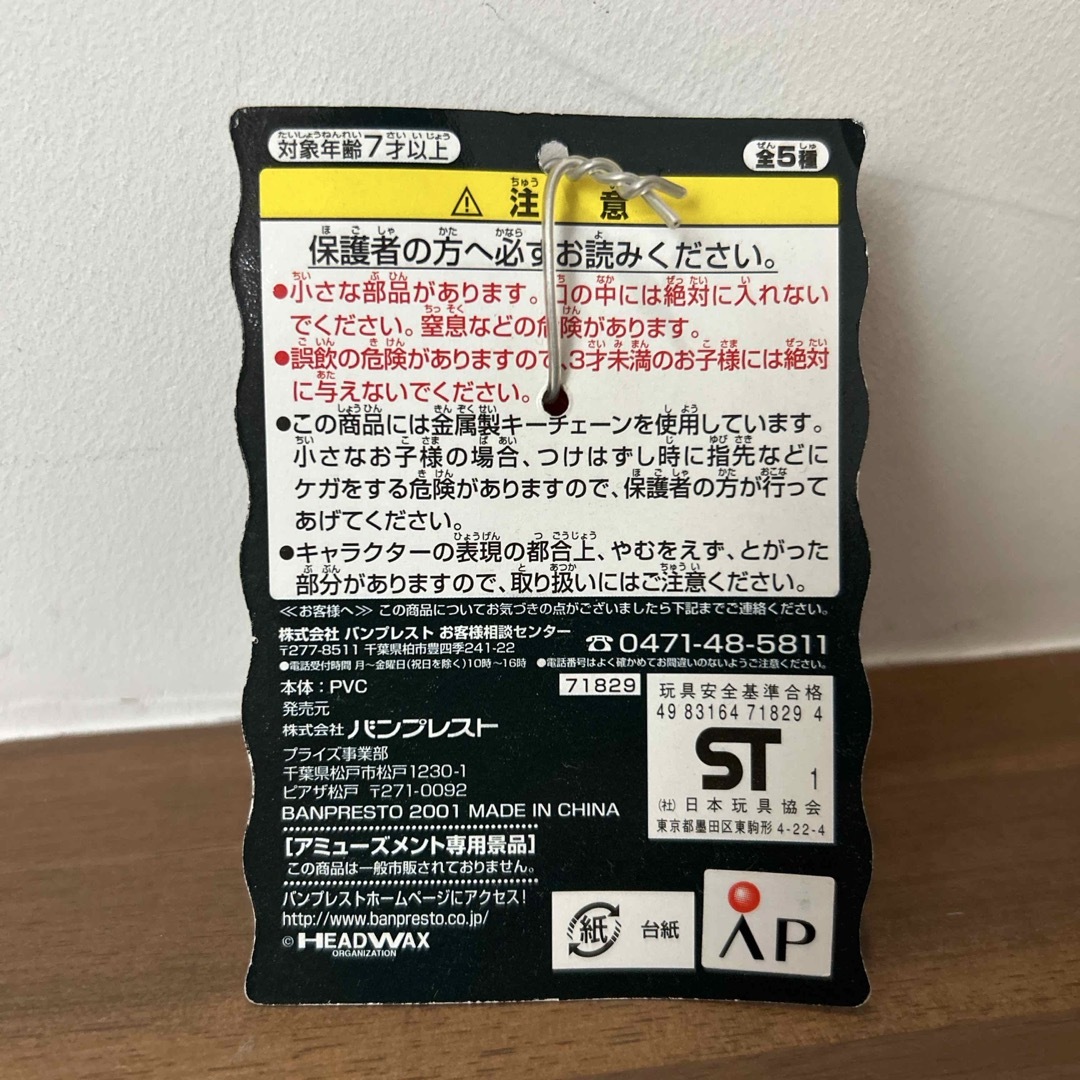 対象年齢7才以上
全5種
⚠ 注意
保護者の方へ必ずお読みください。
●小さな部品があります。口の中には絶対に入れない
でください。窒息などの危険があります。
●誤飲の危険がありますので、3才未満のお子様には絶対
に与えないでください。
●この商品には金属製キーチェーンを使用しています。
小さなお子様の場合、つけはずし時に指先などに
ケガをする危険がありますので、保護者の方が行って
あげてください。
●キャラクターの表現の都合上、やむをえず、とがった
部分がありますので、取り扱いにはご注意ください。
≪お客様へ≫ この商品についてお気づきの点がございましたら下記までご連絡ください。
株式会社 バンプレスト お客様相談センター
〒277-8511 千葉県柏市豊四季241-22
☎0471-48-5811
●電話受付時間 月〜金曜日(祝日を除く)10時〜16時 ●電話番号はよく確かめてお間違いのないようご注意ください。
本体:PVC
71829
発売元
株式会社 バンプレスト
プライズ事業部
千葉県松戸市松戸1230-1
ピアザ松戸 〒271-0092
BANPRESTO 2001 MADE IN CHINA
玩具安全基準合格
49 83164 71829 4
ST 1
(社)日本玩具協会
東京都墨田区東駒形4-22-4
[アミューズメント専用景品]
この商品は一般市販されておりません。
バンプレストホームページにアクセス!
http://www.banpresto.co.jp/
© HEADWAX
ORGANIZATION
紙 台紙
AP